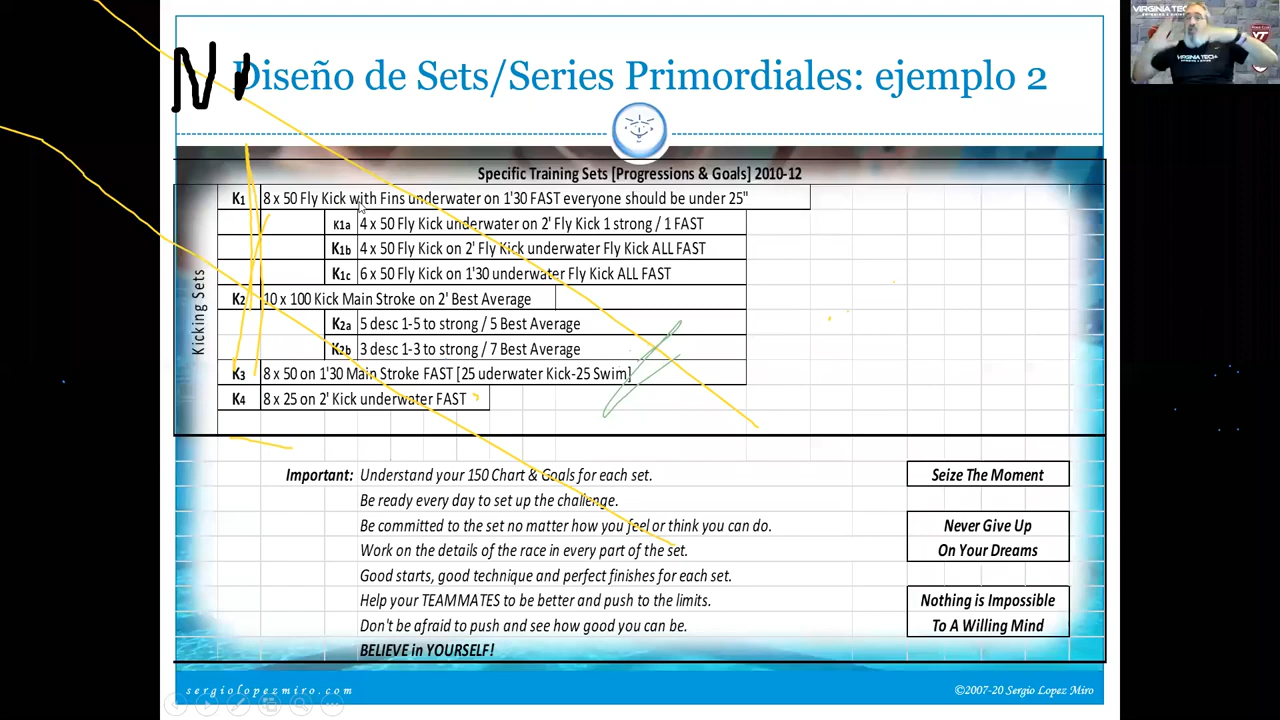 N
Diseño de Sets/Series Primordiales: ejemplo 2
VIRGINIA TECH
VIRGINIA TECH
VT
Specific Training Sets [Progressions & Goals] 2010-12
Kicking Sets
K1 8 x 50 Fly Kick with Fins underwater on 1'30 FAST everyone should be under 25"
K1a 4 x 50 Fly Kick underwater on 2' Fly Kick 1 strong / 1 FAST
K1b 4 x 50 Fly Kick on 2' Fly Kick underwater Fly Kick ALL FAST
K1c 6 x 50 Fly Kick on 1'30 underwater Fly Kick ALL FAST
K2 10 x 100 Kick Main Stroke on 2' Best Average
K2a 5 desc 1-5 to strong / 5 Best Average
K2b 3 desc 1-3 to strong / 7 Best Average
K3 8 x 50 on 1'30 Main Stroke FAST [25 uderwater Kick-25 Swim]
K4 8 x 25 on 2' Kick underwater FAST
Important: Understand your 150 Chart & Goals for each set.
Be ready every day to set up the challenge.
Be committed to the set no matter how you feel or think you can do.
Work on the details of the race in every part of the set.
Good starts, good technique and perfect finishes for each set.
Help your TEAMMATES to be better and push to the limits.
Don't be afraid to push and see how good you can be.
BELIEVE in YOURSELF!
Seize The Moment
Never Give Up
On Your Dreams
Nothing is Impossible
To A Willing Mind
sergiolopezmiro.com
©2007-20 Sergio Lopez Miro